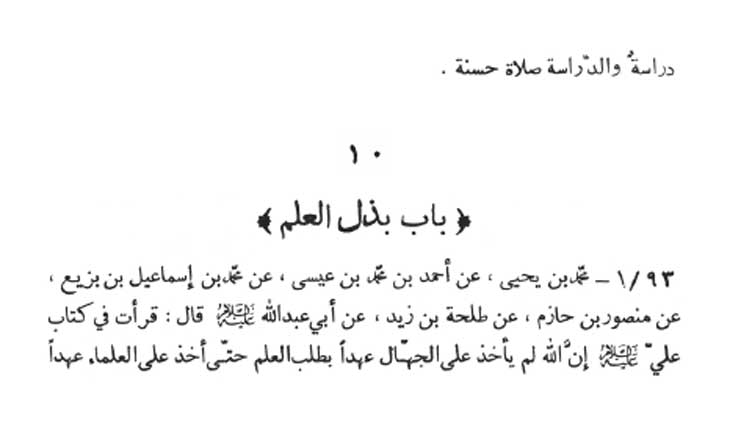 دراسةٌ والدّراسة صلاة حسنة .
١٠
﴿ باب بذل العلم ﴾
١/٩٣ – محمّد بن يحيى ، عن أحمد بن محمّد بن عيسى ، عن محمّد بن إسماعيل بن بزيع ،
عن منصور بن حازم ، عن طلحة بن زيد ، عن أبي عبدالله عليه السلام قال : قرأت في كتاب
عليّ عليه السلام إنَّ الله لم يأخذ على الجهّال عهداً بطلب العلم حتّى أخذ على العلماء عهداً